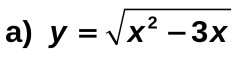 a) y = √(x² − 3x)